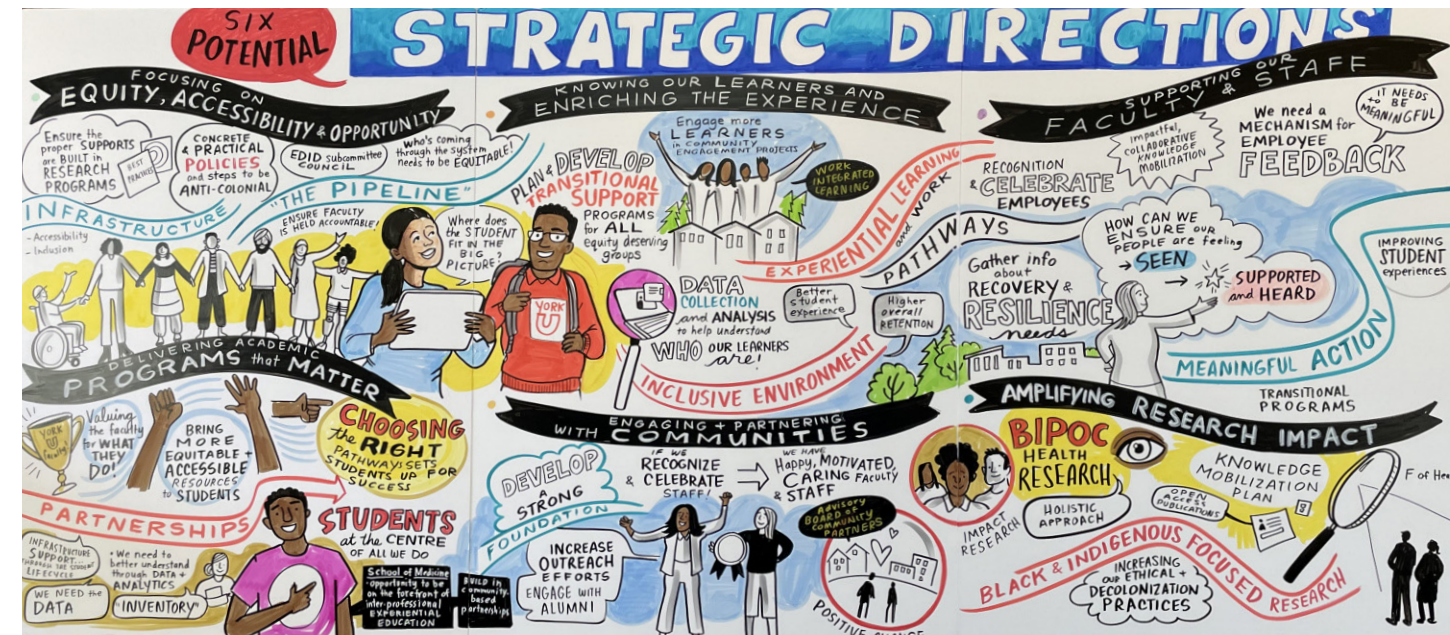 SIX
POTENTIAL
STRATEGIC DIRECTIONS
FOCUSING ON
EQUITY, ACCESSIBILITY & OPPORTUNITY
Ensure the
proper SUPPORTS
are BUILT in
RESEARCH
PROGRAMS
BEST
PRACTICES
CONCRETE
& PRACTICAL
POLICIES
and steps to be
ANTI-COLONIAL
EDID Subcommittee
COUNCIL
Who's coming
through the system
needs to be EQUITABLE!
INFRASTRUCTURE
- Accessibility
- Inclusion
"THE PIPELINE"
ENSURE FACULTY
IS HELD ACCOUNTABLE!
Where does
the STUDENT
FIT IN THE
BIG
PICTURE?
KNOWING OUR LEARNERS AND
ENRICHING THE EXPERIENCE
PLAN & DEVELOP
TRANSITIONAL
SUPPORT
PROGRAMS
for ALL
equity deserving
groups
YORK
U
Engage more
LEARNERS
in COMMUNITY
ENGAGEMENT PROJECTS
WORK
INTEGRATED
LEARNING
EXPERIENTIAL LEARNING
and WORK
PATHWAYS
DATA
COLLECTION
and ANALYSIS
to help understand
WHO OUR LEARNERS
are!
Better
student
experience
Higher
overall
RETENTION
INCLUSIVE ENVIRONMENT
SUPPORTING OUR
FACULTY & STAFF
RECOGNITION
& CELEBRATE
EMPLOYEES
Impactful,
COLLABORATIVE
KNOWLEDGE
MOBILIZATION
We need a
MECHANISM for
EMPLOYEE
FEEDBACK
IT NEEDS
to BE
MEANINGFUL
Gather info
about
RECOVERY &
RESILIENCE
needs
HOW CAN WE
ENSURE OUR
PEOPLE are feeling
→ SEEN
→
SUPPORTED
and HEARD
IMPROVING
STUDENT
experiences
MEANINGFUL ACTION
TRANSITIONAL
PROGRAMS
DELIVERING ACADEMIC
PROGRAMS that MATTER
YORK
U
faculty!
Valuing
the faculty
for WHAT
THEY
DO!
BRING
MORE
EQUITABLE +
ACCESSIBLE
RESOURCES
to STUDENTS
CHOOSING
the RIGHT
PATHWAY: SETS
STUDENTS UP FOR
SUCCESS
PARTNERSHIPS
INFRASTRUCTURE
SUPPORT...
THROUGH THE STUDENT
LIFECYCLE
WE NEED the
DATA
• We need to
better understand
through DATA +
ANALYTICS
"INVENTORY"
STUDENTS
at the CENTRE
OF ALL WE DO
School of Medicine
-opportunity to be
on the forefront of
inter-professional
EXPERIENTIAL
EDUCATION
BUILD in
community-
based
partnerships
ENGAGING + PARTNERING
WITH COMMUNITIES
DEVELOP
A
STRONG
FOUNDATION
IF WE
RECOGNIZE
& CELEBRATE
STAFF!
WE HAVE
Happy, MOTIVATED,
CARING Faculty
& STAFF
INCREASE
OUTREACH
EFFORTS
ENGAGE WITH
ALUMNI
Advisory
BOARD of
COMMUNITY
PARTNERS
POSITIVE CHANGE
AMPLIFYING RESEARCH IMPACT
BIPOC
HEALTH
RESEARCH
IMPACT
RESEARCH
HOLISTIC
APPROACH
KNOWLEDGE
MOBILIZATION
PLAN
OPEN
ACCESS
PUBLICATIONS
BLACK & INDIGENOUS FOCUSED RESEARCH
INCREASING
OUR ETHICAL +
DECOLONIZATION
PRACTICES
F of He